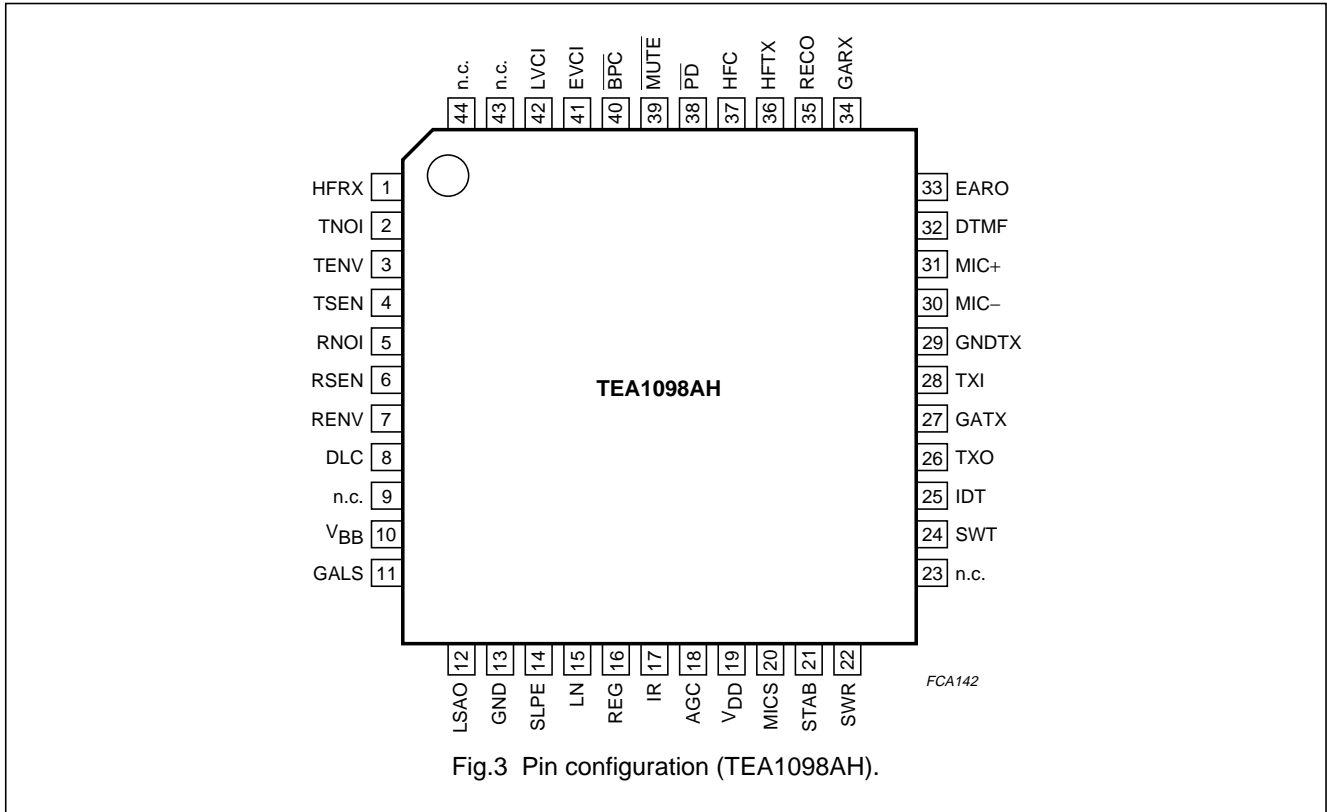 n.c.
n.c.
LVCI
EVCI
BPC
MUTE
PD
HFC
HFTX
RECO
GARX
44
43
42
41
40
39
38
37
36
35
34
HFRX 1
TNOI 2
TENV 3
TSEN 4
RNOI 5
RSEN 6
RENV 7
DLC 8
n.c. 9
VBB 10
GALS 11
TEA1098AH
33 EARO
32 DTMF
31 MIC+
30 MIC−
29 GNDTX
28 TXI
27 GATX
26 TXO
25 IDT
24 SWT
23 n.c.
12
13
14
15
16
17
18
19
20
21
22
LSAO
GND
SLPE
LN
REG
IR
AGC
VDD
MICS
STAB
SWR
FCA142
Fig.3 Pin configuration (TEA1098AH).